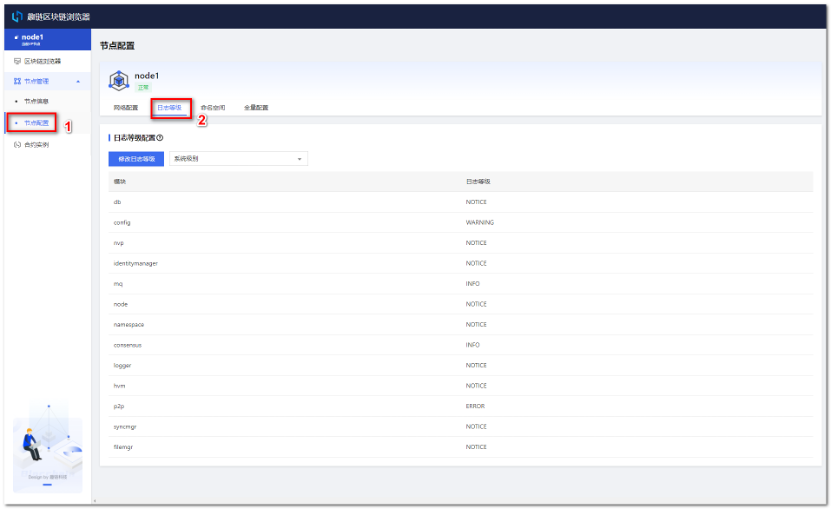 趣链区块链浏览器
node1
节点配置
区块链浏览器
node1
正常
节点管理
节点信息
网络配置
日志等级
命名空间
全量配置
节点配置
1
2
合约实例
日志等级配置
修改日志等级
系统级别
模块
日志等级
db
NOTICE
config
WARNING
nvp
NOTICE
identitymanager
NOTICE
mq
INFO
node
NOTICE
namespace
NOTICE
consensus
INFO
logger
NOTICE
hvm
NOTICE
p2p
ERROR
syncmgr
NOTICE
filemgr
NOTICE
Design by 趣链科技